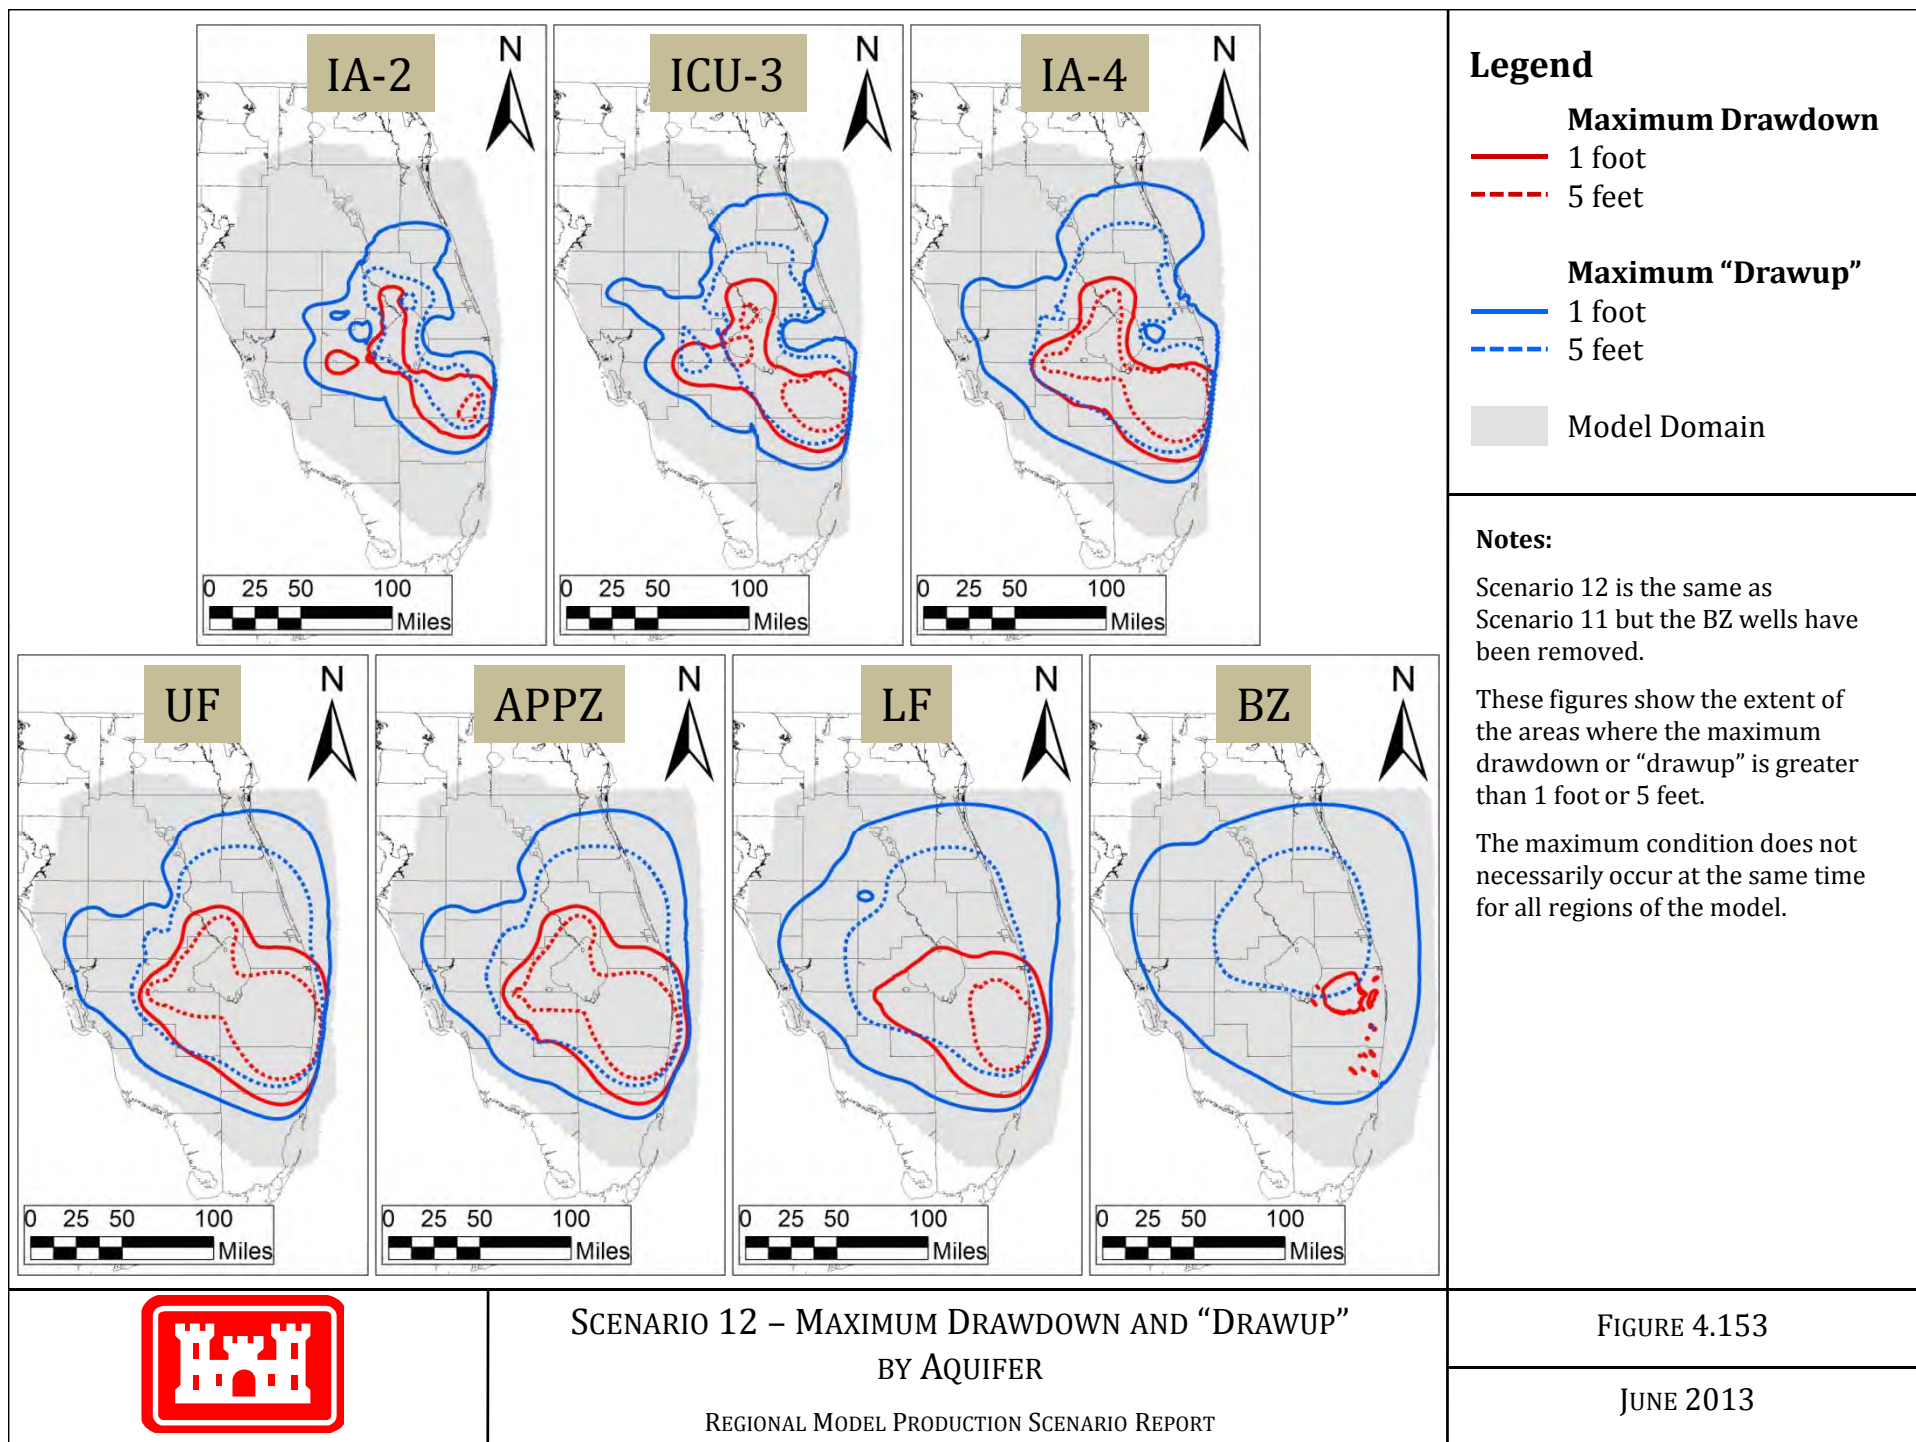 IA-2
N
0 25 50 100
Miles
ICU-3
N
0 25 50 100
Miles
IA-4
N
0 25 50 100
Miles
UF
N
0 25 50 100
Miles
APPZ
N
0 25 50 100
Miles
LF
N
0 25 50 100
Miles
BZ
N
0 25 50 100
Miles
Legend
Maximum Drawdown
1 foot
5 feet
Maximum “Drawup”
1 foot
5 feet
Model Domain
Notes:
Scenario 12 is the same as
Scenario 11 but the BZ wells have
been removed.
These figures show the extent of
the areas where the maximum
drawdown or “drawup” is greater
than 1 foot or 5 feet.
The maximum condition does not
necessarily occur at the same time
for all regions of the model.
SCENARIO 12 – MAXIMUM DRAWDOWN AND “DRAWUP”
BY AQUIFER
REGIONAL MODEL PRODUCTION SCENARIO REPORT
FIGURE 4.153
JUNE 2013